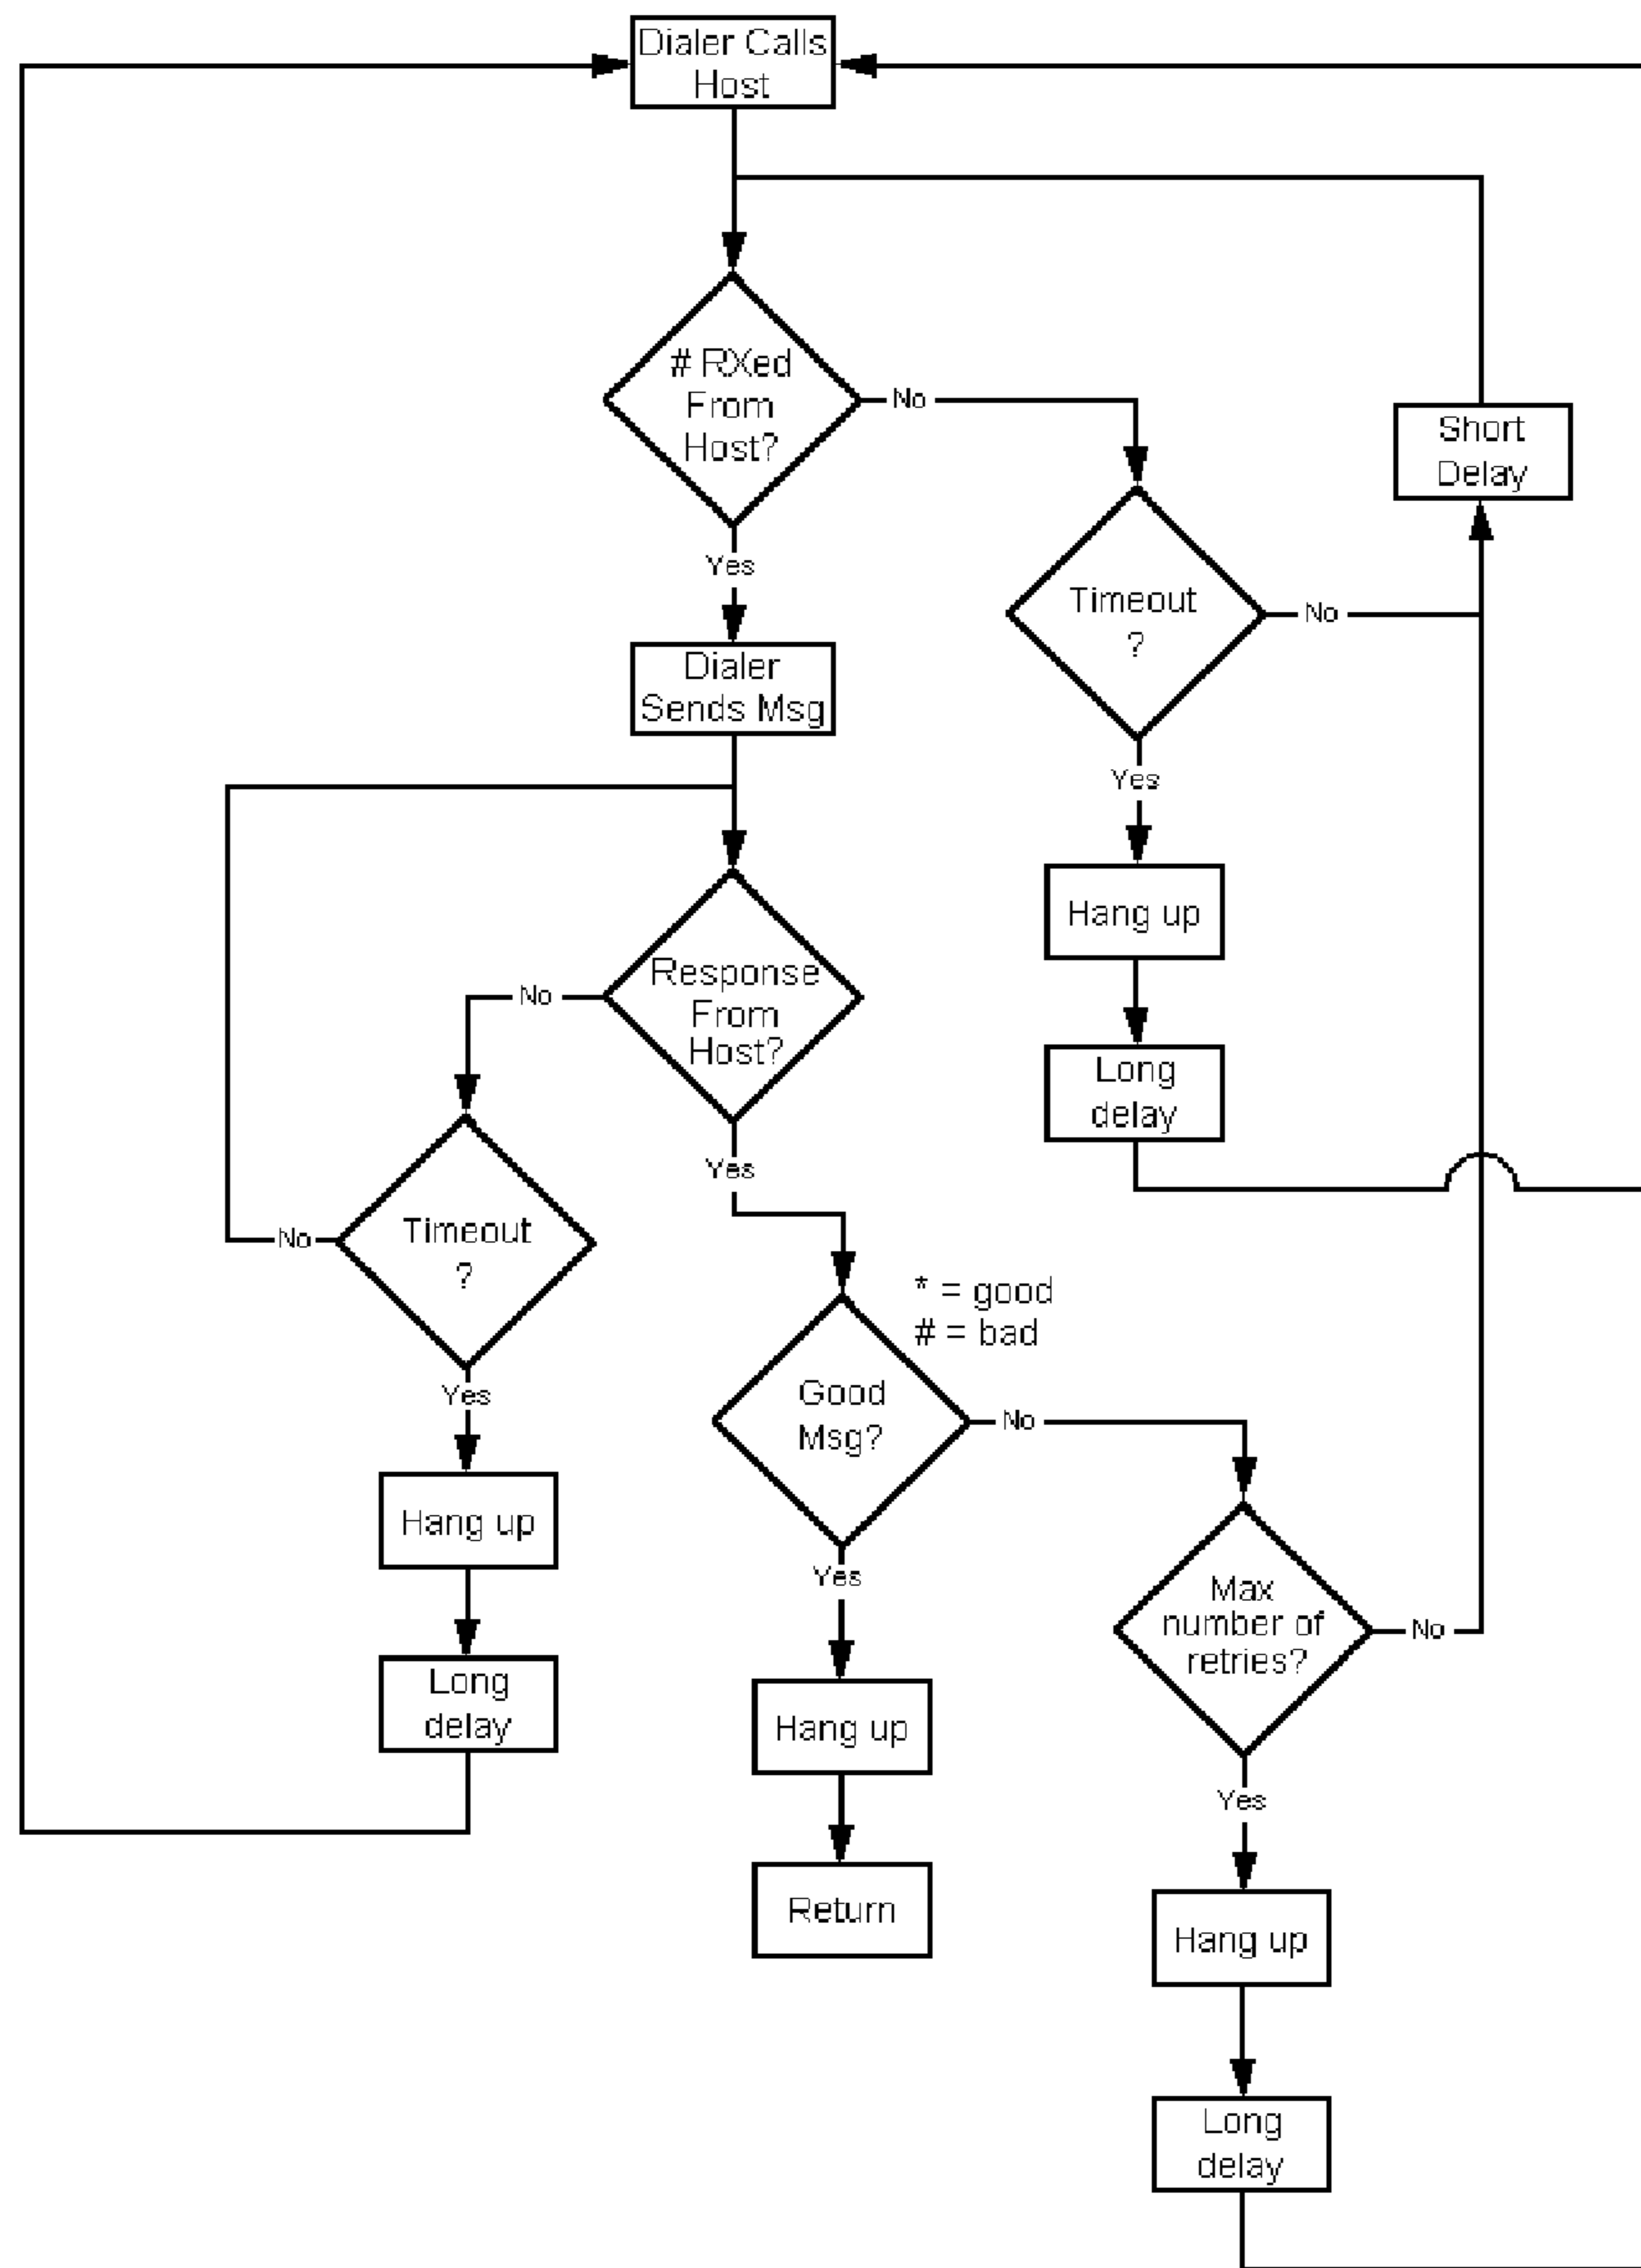 Dialer Calls
Host
# RXed
From
Host?
No
Short
Delay
Yes
Timeout
?
No
Dialer
Sends Msg
Yes
Hang up
Response
From
Host?
No
Long
delay
Yes
Timeout
?
No
* = good
# = bad
Good
Msg?
No
Yes
Hang up
Yes
Max
number of
retries?
No
Long
delay
Hang up
Yes
Return
Hang up
Long
delay